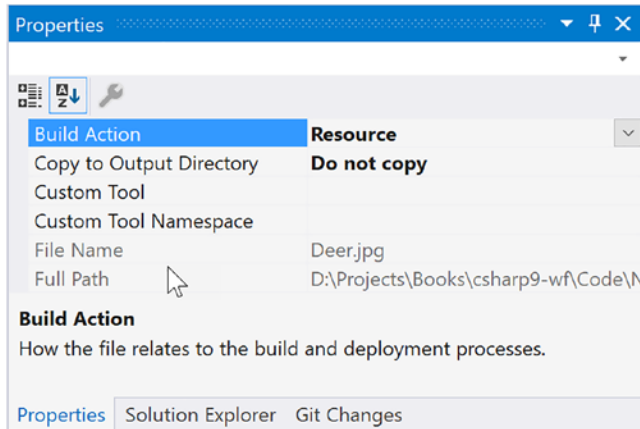 Properties
A
Z
Build Action Resource
Copy to Output Directory Do not copy
Custom Tool
Custom Tool Namespace
File Name Deer.jpg
Full Path D:\Projects\Books\csharp9-wf\Code\N
Build Action
How the file relates to the build and deployment processes.
Properties Solution Explorer Git Changes